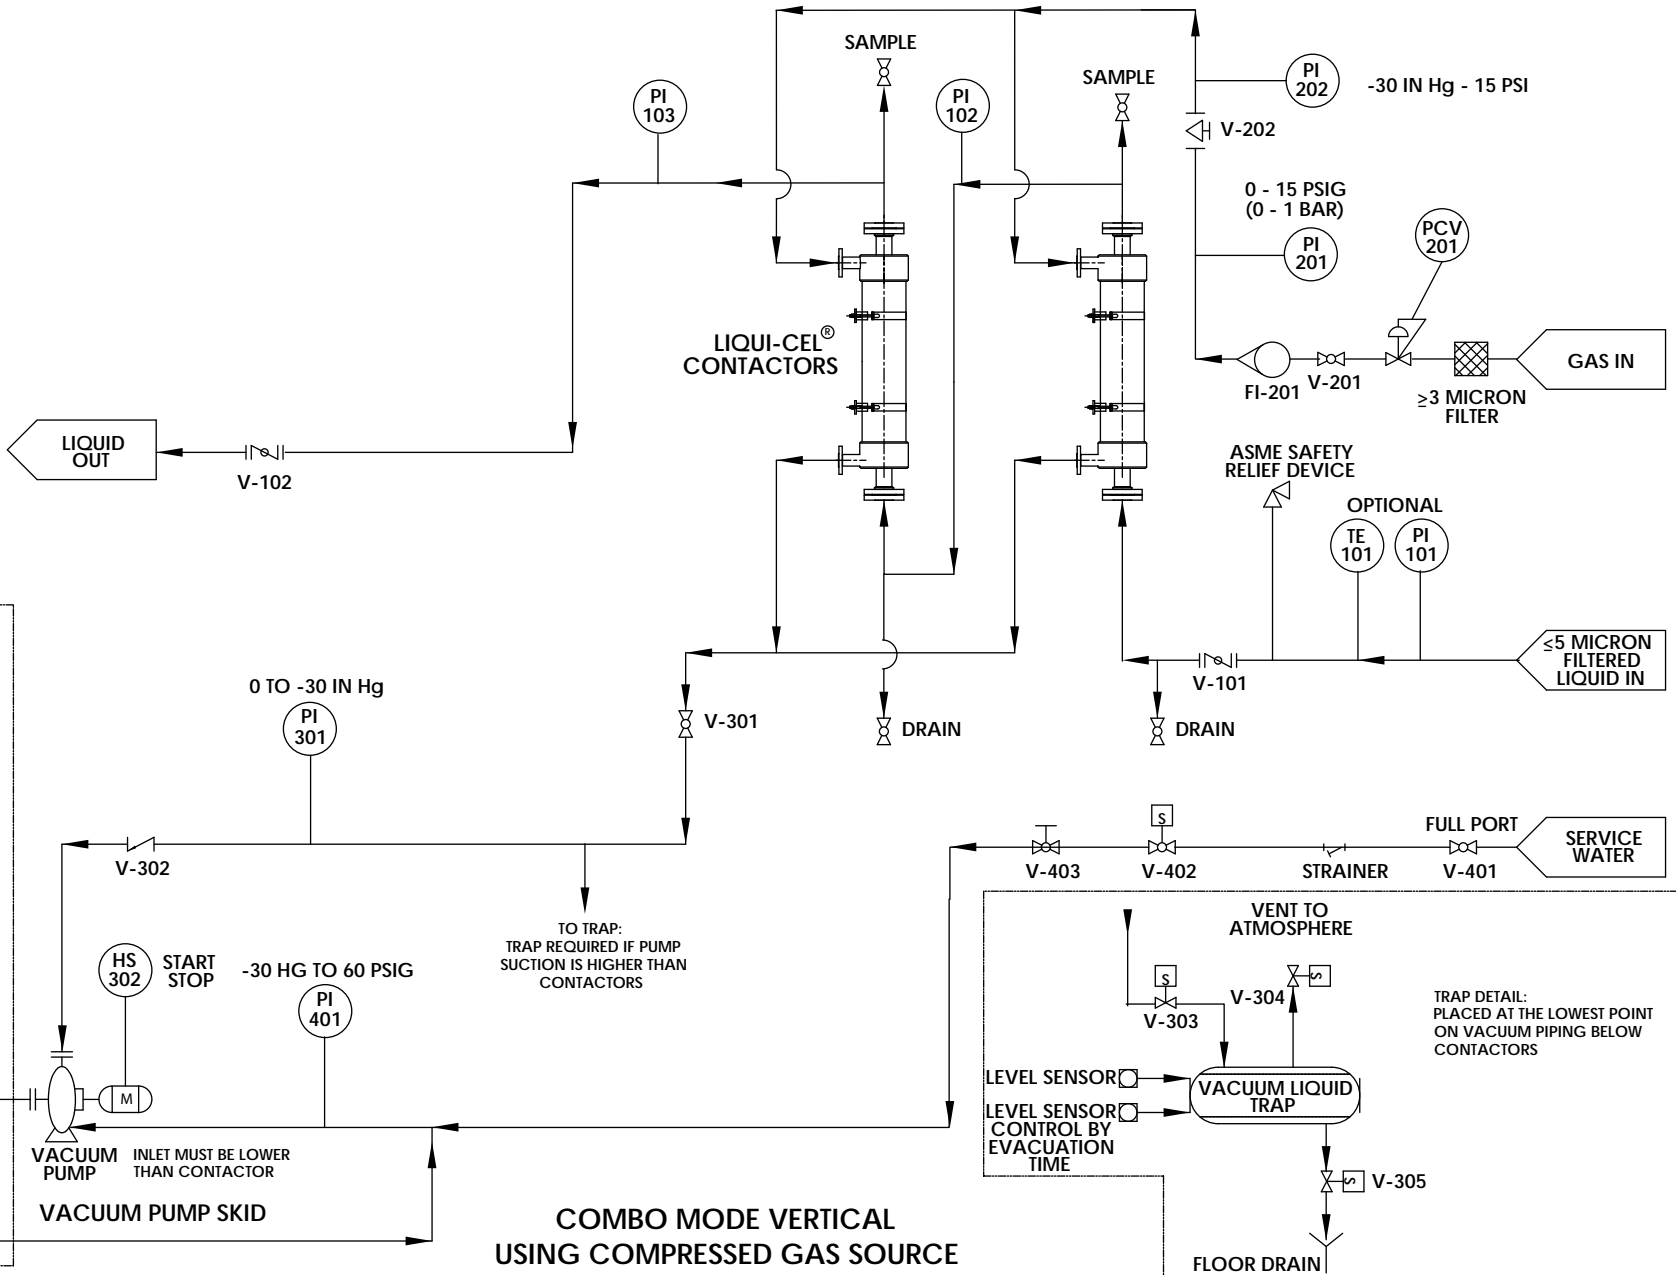 SAMPLE
SAMPLE
PI
103
PI
102
PI
202
-30 IN Hg - 15 PSI
V-202
0 - 15 PSIG
(0 - 1 BAR)
PI
201
PCV
201
LIQUI-CEL®
CONTACTORS
FI-201
V-201
≥3 MICRON
FILTER
GAS IN
LIQUID
OUT
V-102
ASME SAFETY
RELIEF DEVICE
OPTIONAL
TE
101
PI
101
≤5 MICRON
FILTERED
LIQUID IN
V-101
DRAIN
DRAIN
0 TO -30 IN Hg
PI
301
V-301
V-302
TO TRAP:
TRAP REQUIRED IF PUMP
SUCTION IS HIGHER THAN
CONTACTORS
S
FULL PORT
SERVICE
WATER
V-403
V-402
STRAINER
V-401
HS
302
START
STOP
-30 HG TO 60 PSIG
PI
401
M
VACUUM
PUMP
INLET MUST BE LOWER
THAN CONTACTOR
VACUUM PUMP SKID
VENT TO
ATMOSPHERE
S
V-303
V-304
S
TRAP DETAIL:
PLACED AT THE LOWEST POINT
ON VACUUM PIPING BELOW
CONTACTORS
LEVEL SENSOR
LEVEL SENSOR
CONTROL BY
EVACUATION
TIME
VACUUM LIQUID
TRAP
S
V-305
FLOOR DRAIN
COMBO MODE VERTICAL
USING COMPRESSED GAS SOURCE